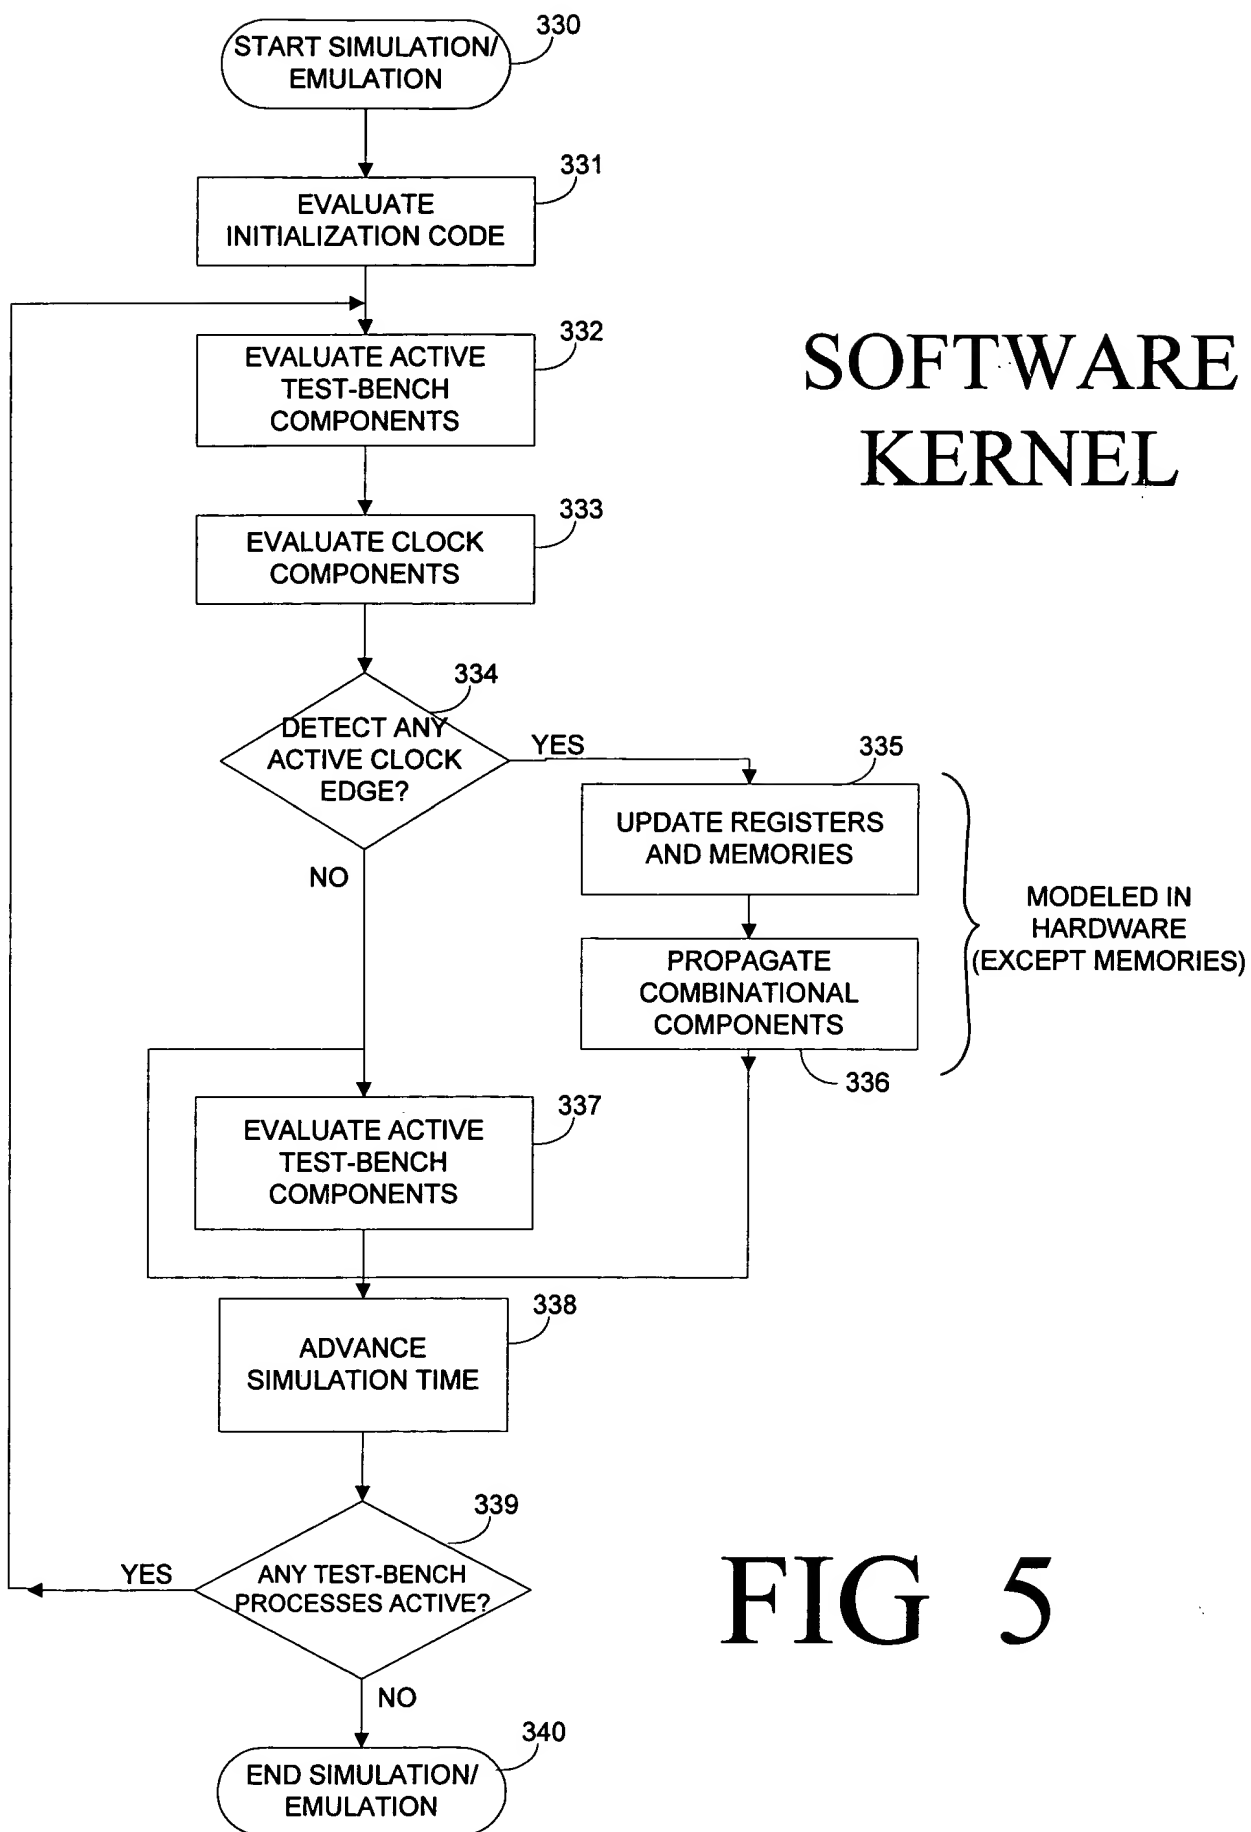 330
START SIMULATION/
EMULATION
331
EVALUATE
INITIALIZATION CODE
332
EVALUATE ACTIVE
TEST-BENCH
COMPONENTS
SOFTWARE
KERNEL
333
EVALUATE CLOCK
COMPONENTS
334
DETECT ANY
ACTIVE CLOCK
EDGE?
YES
NO
335
UPDATE REGISTERS
AND MEMORIES
PROPAGATE
COMBINATIONAL
COMPONENTS
336
MODELED IN
HARDWARE
(EXCEPT MEMORIES)
337
EVALUATE ACTIVE
TEST-BENCH
COMPONENTS
338
ADVANCE
SIMULATION TIME
339
ANY TEST-BENCH
PROCESSES ACTIVE?
YES
NO
340
END SIMULATION/
EMULATION
FIG 5